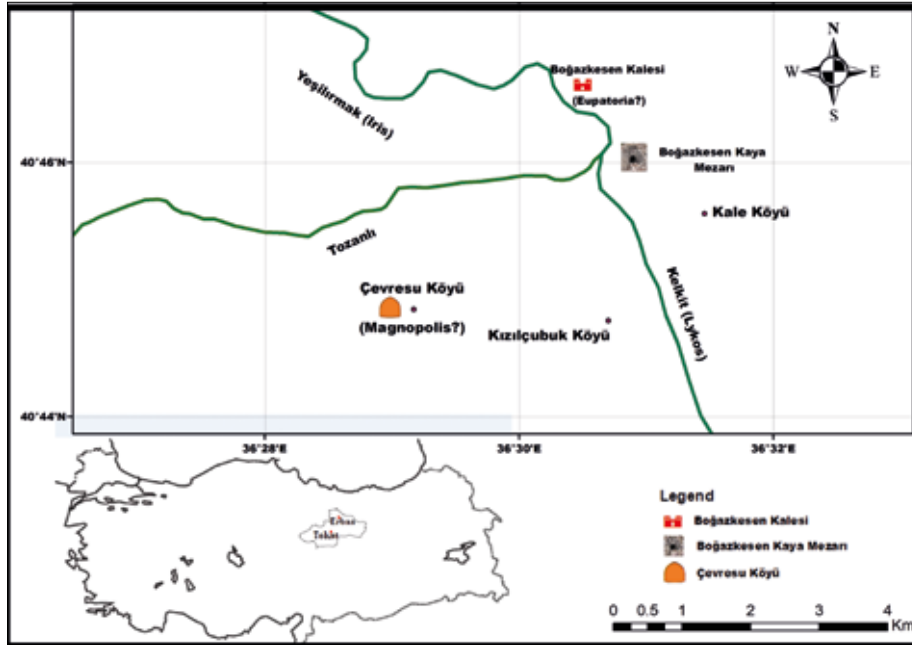 N
W E
S
Boğazkesen Kalesi
(Eupatoria?)
Yeşilırmak (Iris)
40°46'N
Boğazkesen Kaya
Mezarı
Kale Köyü
Tozanlı
Kelkit (Lykos)
Çevresu Köyü
(Magnopolis?)
Kızılçubuk Köyü
40°44'N
36°28'E 36°30'E 36°32'E
Legend
Boğazkesen Kalesi
Boğazkesen Kaya Mezarı
Çevresu Köyü
Erbaa
Tokat
0 0.5 1 2 3 4
Km